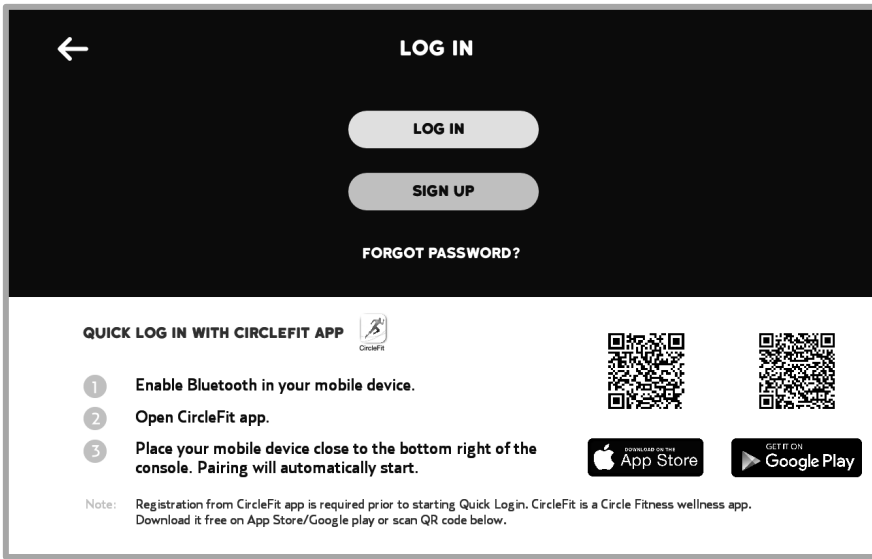 LOG IN
LOG IN
SIGN UP
FORGOT PASSWORD?
QUICK LOG IN WITH CIRCLEFIT APP
CircleFit
1 Enable Bluetooth in your mobile device.
2 Open CircleFit app.
3 Place your mobile device close to the bottom right of the
console. Pairing will automatically start.
DOWNLOAD ON THE
App Store
GET IT ON
Google Play
Note: Registration from CircleFit app is required prior to starting Quick Login. CircleFit is a Circle Fitness wellness app.
Download it free on App Store/Google play or scan QR code below.